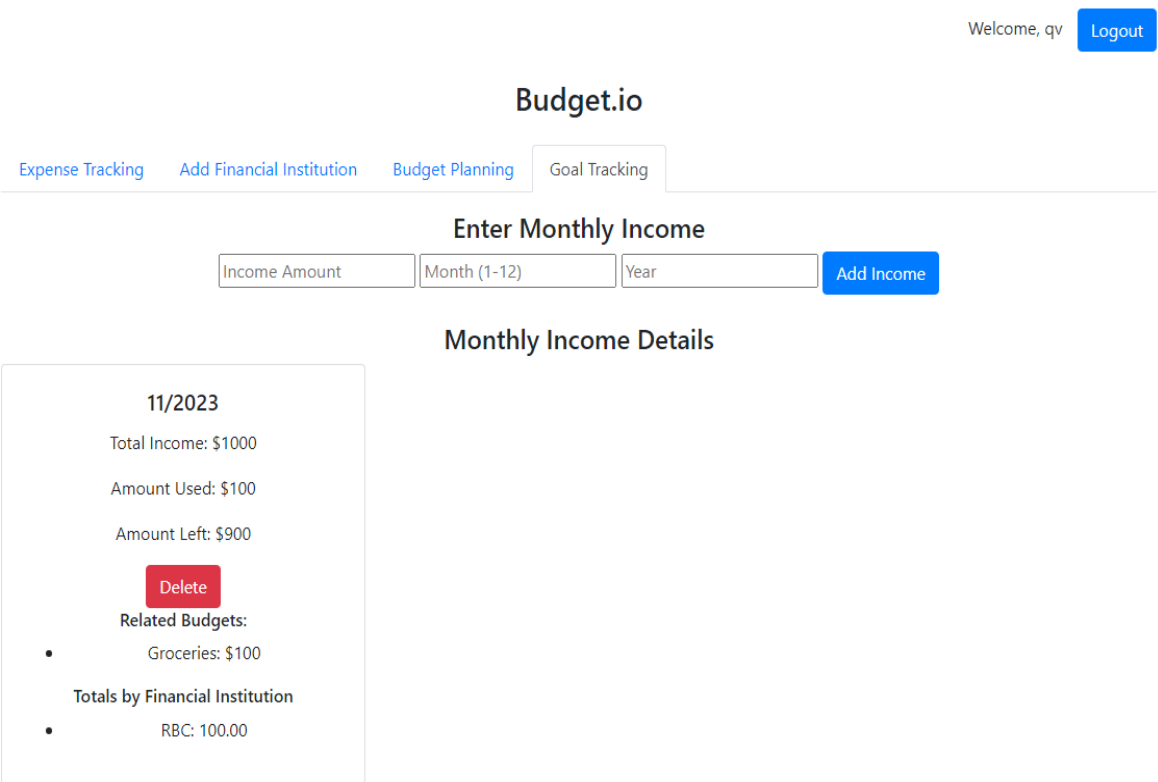 Welcome, qv Logout
Budget.io
Expense Tracking Add Financial Institution Budget Planning Goal Tracking
Enter Monthly Income
Income Amount Month (1-12) Year Add Income
Monthly Income Details
11/2023
Total Income: $1000
Amount Used: $100
Amount Left: $900
Delete
Related Budgets:
• Groceries: $100
Totals by Financial Institution
• RBC: 100.00